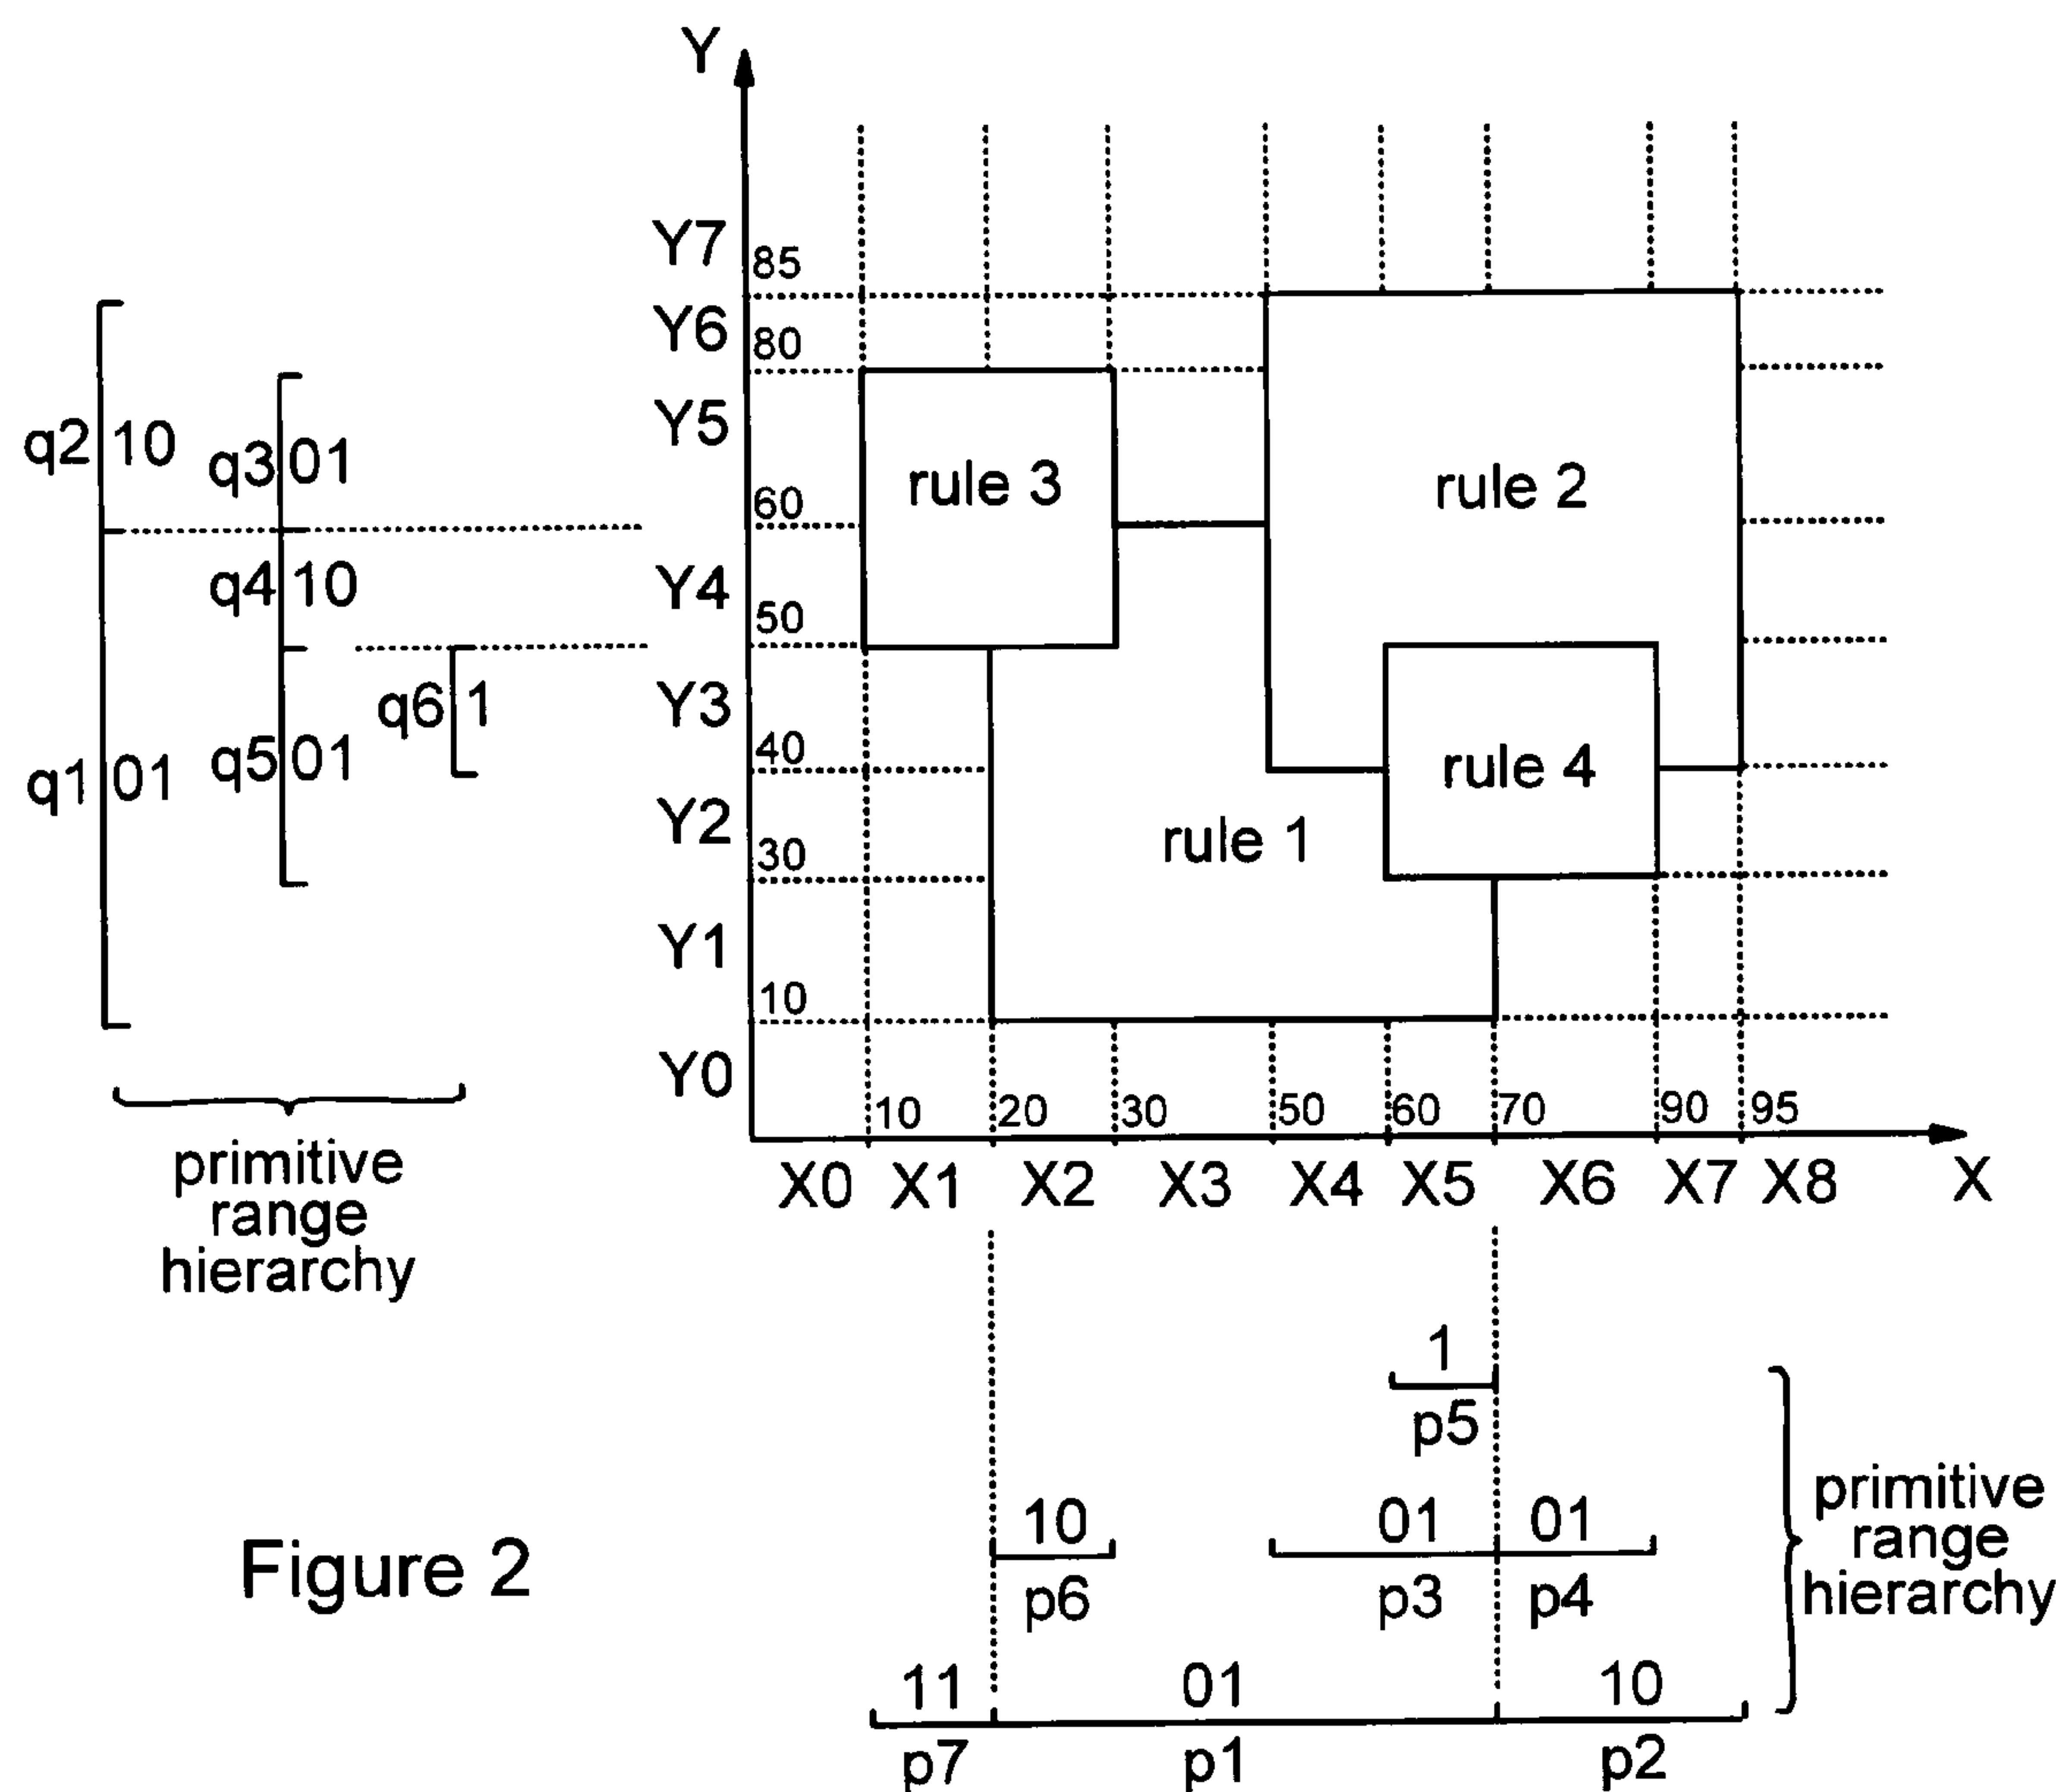 Y
Y7
85
Y6
80
q2 10
q3 01
Y5
rule 3
rule 2
60
q4 10
Y4
50
q6 1
Y3
q1 01
q5 01
40
rule 4
Y2
rule 1
30
Y1
10
Y0
10 20 30 50 60 70 90 95
X0 X1 X2 X3 X4 X5 X6 X7 X8 X
primitive
range
hierarchy
1
p5
10 01 01
p6 p3 p4
primitive
range
hierarchy
Figure 2
11 01 10
p7 p1 p2